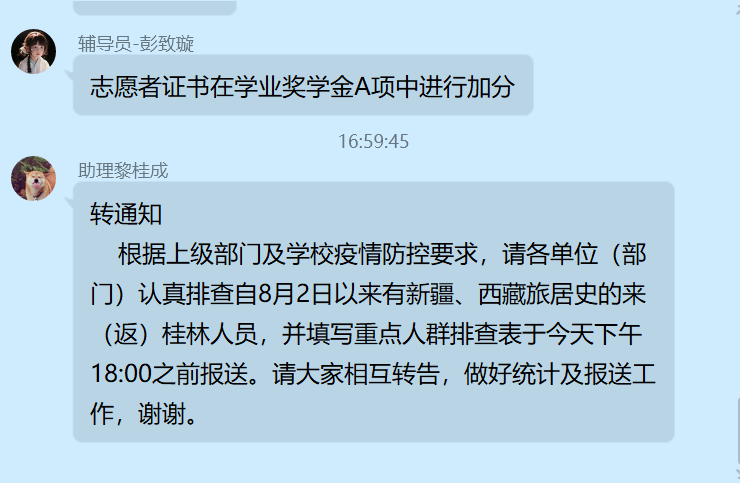 辅导员-彭致璇
志愿者证书在学业奖学金A项中进行加分
16:59:45
助理黎桂成
转通知
根据上级部门及学校疫情防控要求，请各单位（部
门）认真排查自8月2日以来有新疆、西藏旅居史的来
（返）桂林人员，并填写重点人群排查表于今天下午
18:00之前报送。请大家相互转告，做好统计及报送工
作，谢谢。